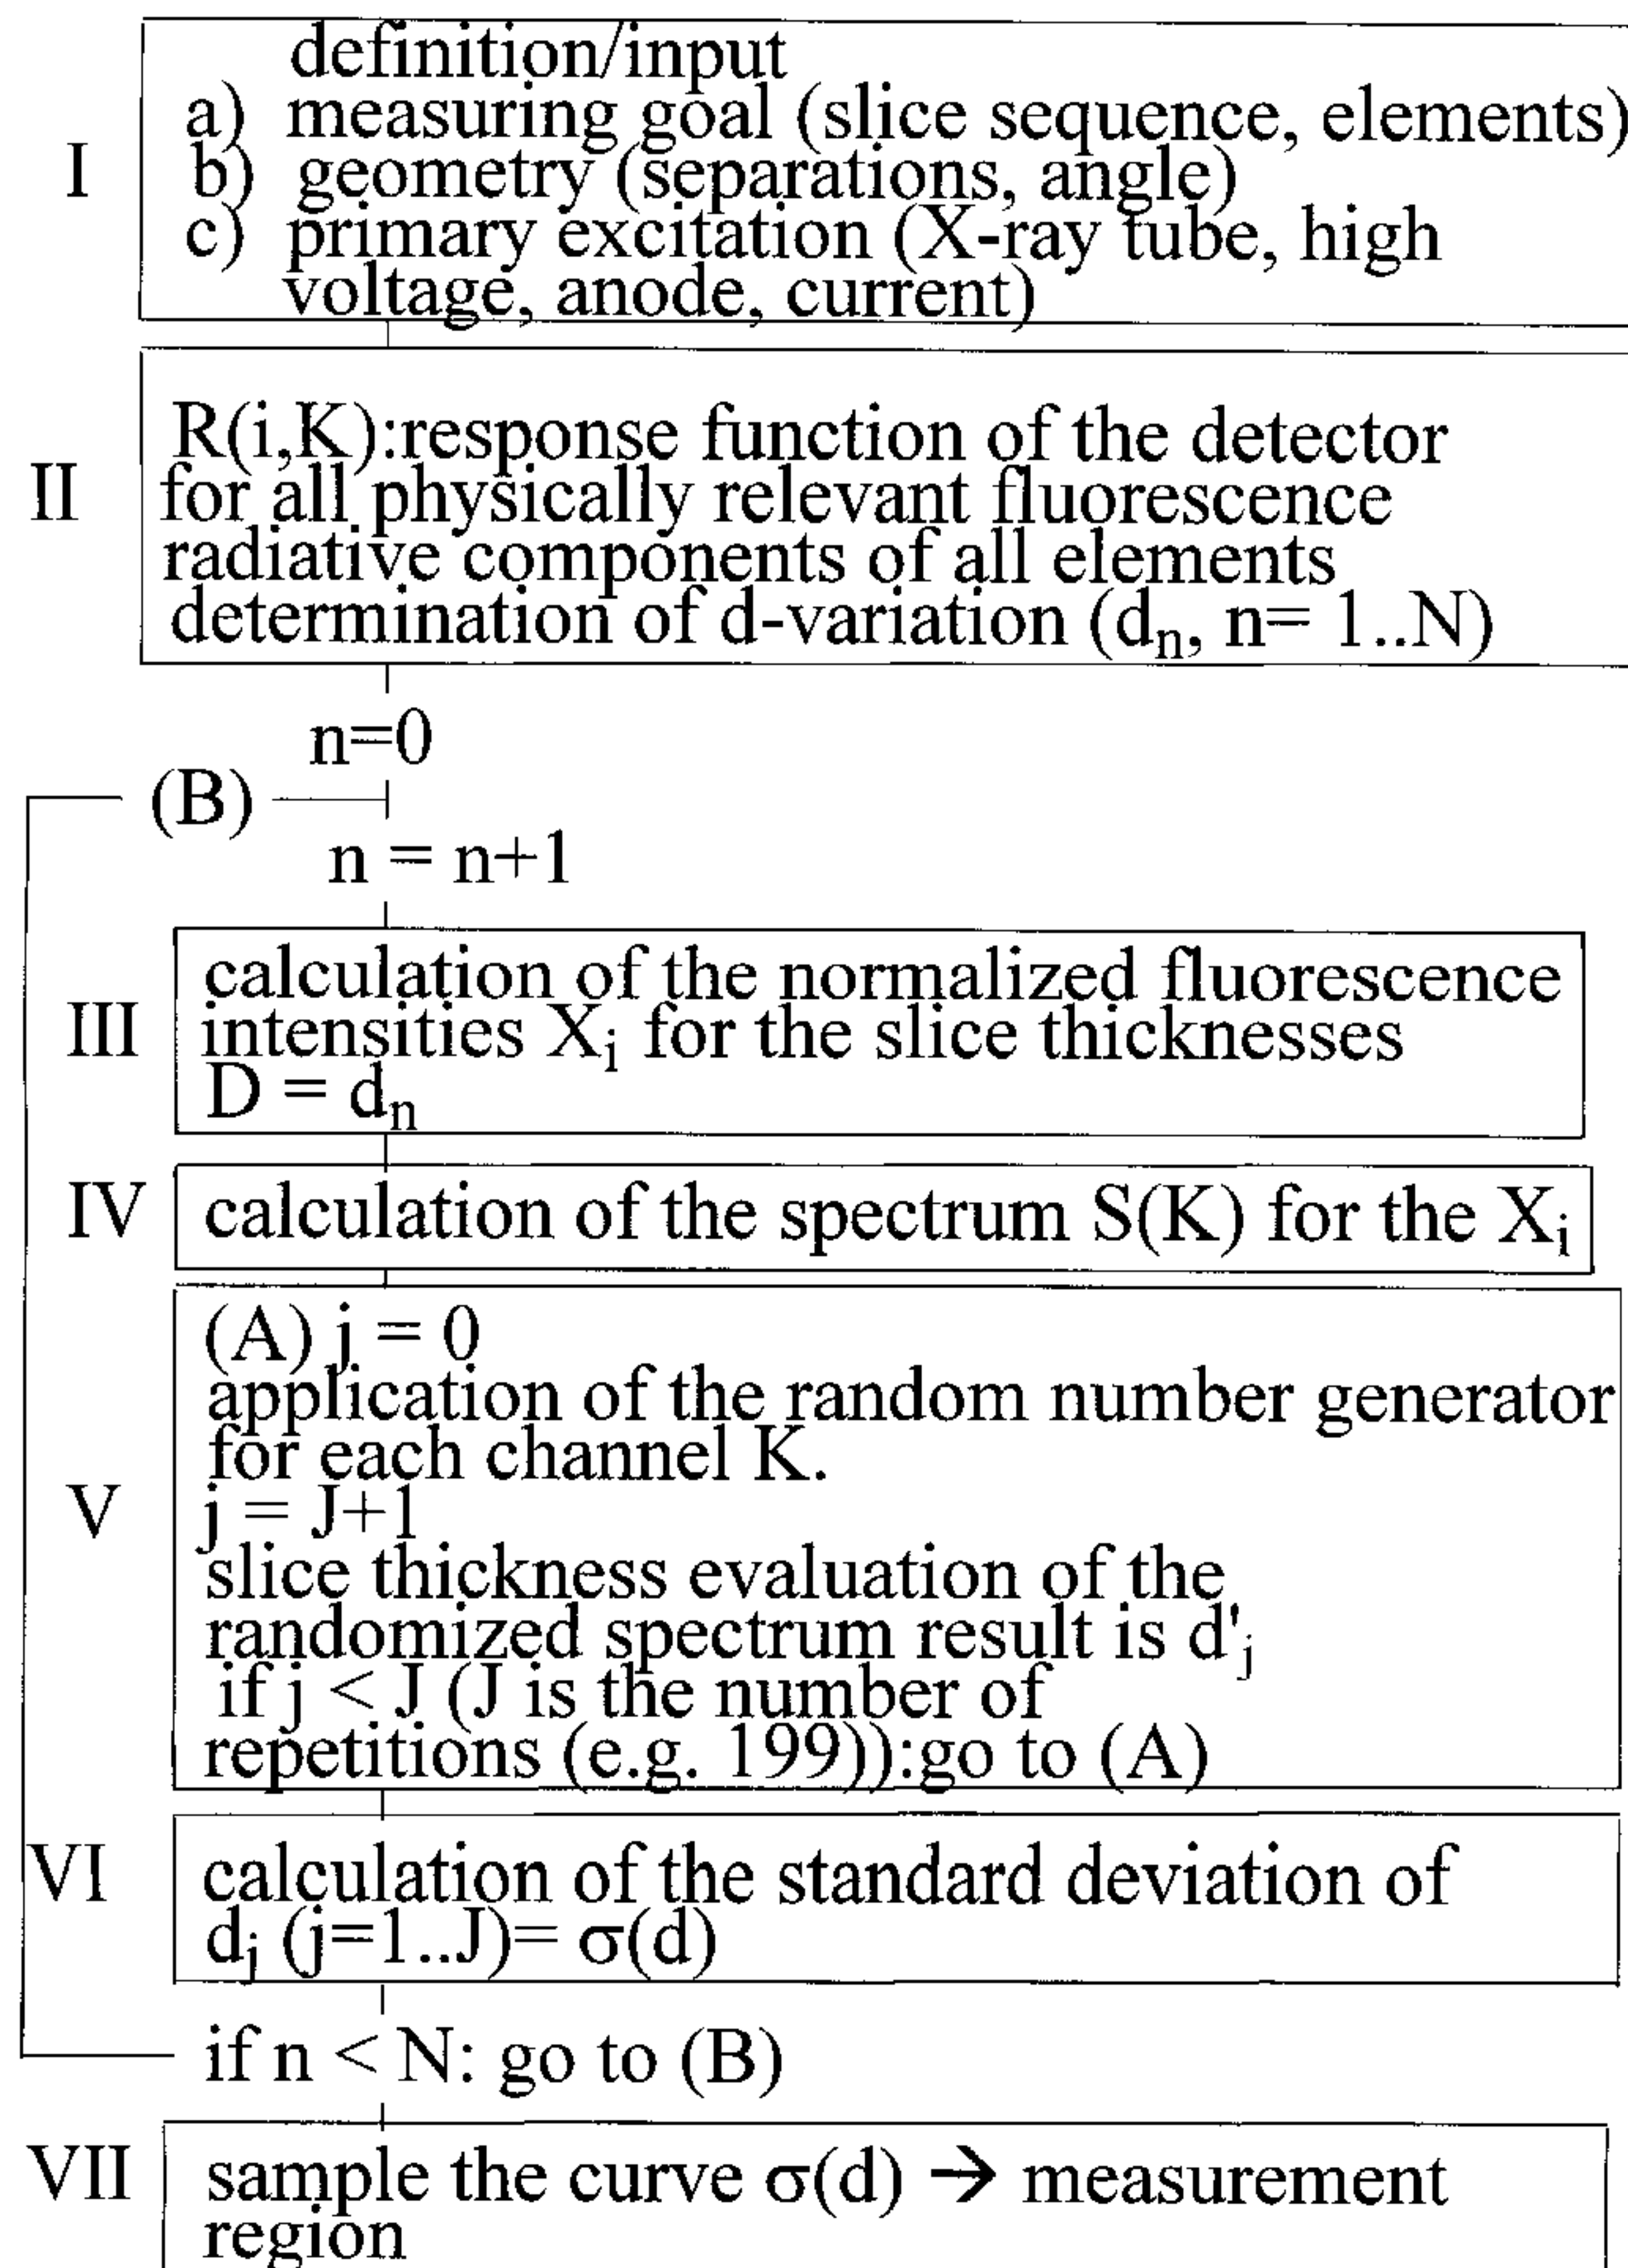 definition/input
a) measuring goal (slice sequence, elements)
I b) geometry (separations, angle)
c) primary excitation (X-ray tube, high
voltage, anode, current)
R(i,K):response function of the detector
II for all physically relevant fluorescence
radiative components of all elements
determination of d-variation (dn, n= 1..N)
n=0
(B)
n = n+1
calculation of the normalized fluorescence
III intensities Xi for the slice thicknesses
D = dn
IV calculation of the spectrum S(K) for the Xi
(A) j = 0
application of the random number generator
for each channel K.
V j = J+1
slice thickness evaluation of the
randomized spectrum result is d'j
if j < J (J is the number of
repetitions (e.g. 199)):go to (A)
VI calculation of the standard deviation of
dj (j=1..J)= σ(d)
if n < N: go to (B)
VII sample the curve σ(d) → measurement
region